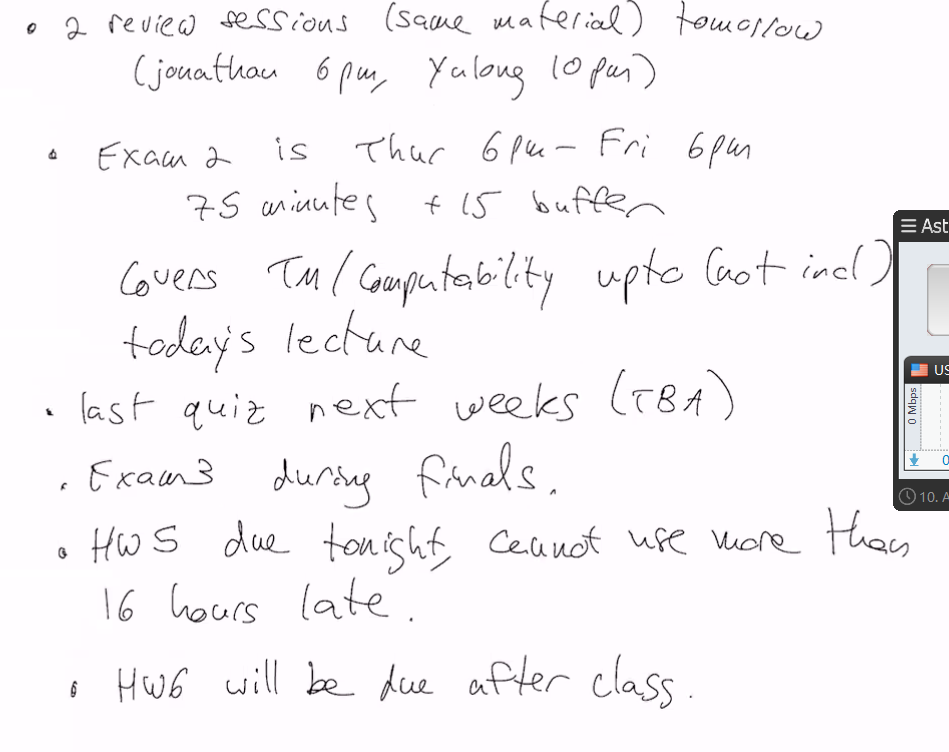 • 2 review sessions (same material) tomorrow
(jonathan 6pm, Yalong 10pm)
• Exam 2 is Thur 6pm – Fri 6pm
75 minutes + 15 buffer
Covers TM/Computability upto (not incl)
today's lecture
• last quiz next weeks (TBA)
• Exam3 during finals.
• HW5 due tonight, cannot use more than
16 hours late.
• HW6 will be due after class.
☰ Ast
US
0 Mbps
0
10. A